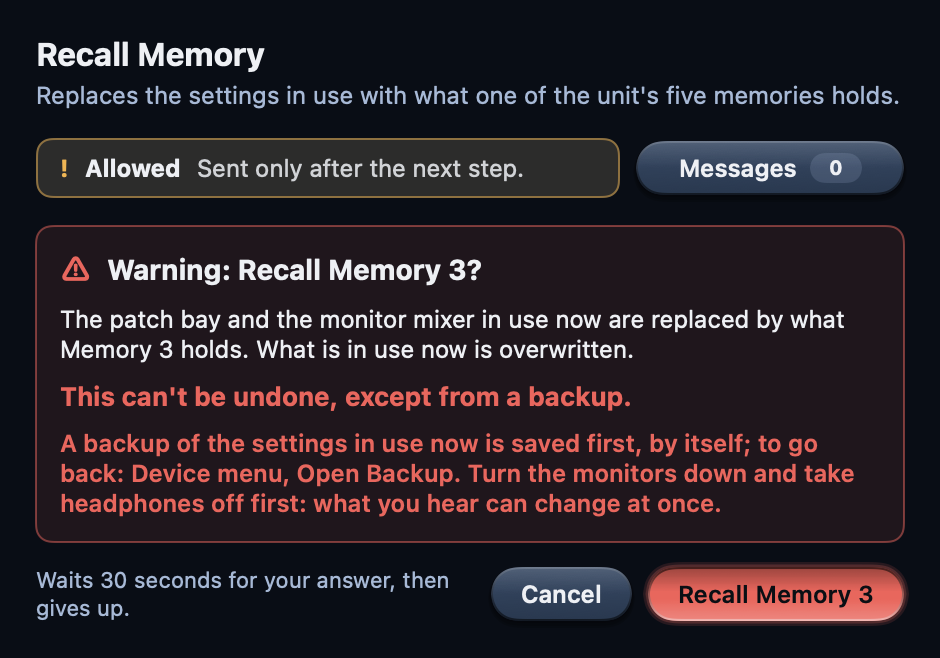 Recall Memory
Replaces the settings in use with what one of the unit's five memories holds.
! Allowed Sent only after the next step.
Messages 0
Warning: Recall Memory 3?
The patch bay and the monitor mixer in use now are replaced by what
Memory 3 holds. What is in use now is overwritten.
This can't be undone, except from a backup.
A backup of the settings in use now is saved first, by itself; to go
back: Device menu, Open Backup. Turn the monitors down and take
headphones off first: what you hear can change at once.
Waits 30 seconds for your answer, then
gives up.
Cancel
Recall Memory 3